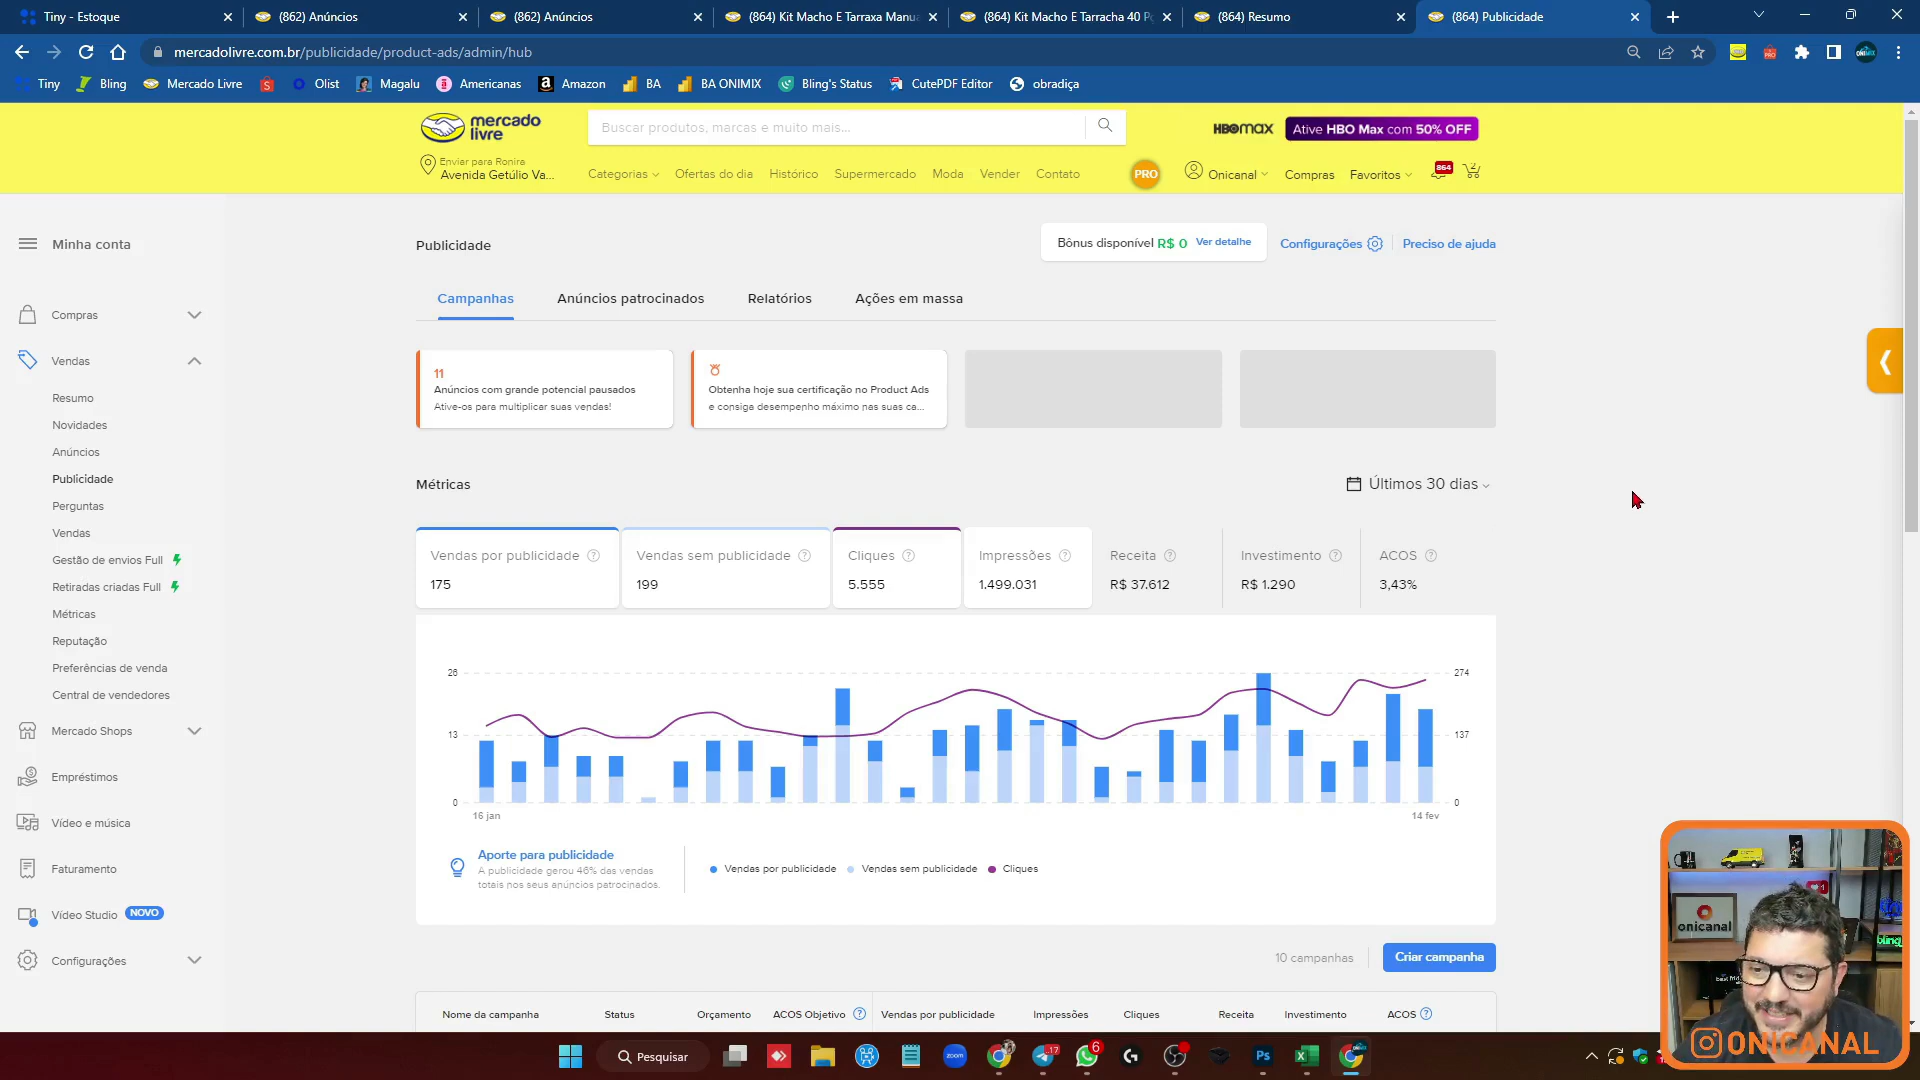 Tiny - Estoque
(862) Anúncios
(862) Anúncios
(864) Kit Macho E Tarraxa Manu
(864) Kit Macho E Tarracha 40 P
(864) Resumo
(864) Publicidade
mercadolivre.com.br/publicidade/product-ads/admin/hub
Tiny
Bling
Mercado Livre
Olist
Magalu
Americanas
Amazon
BA
BA ONIMIX
Bling's Status
CutePDF Editor
obradiça
mercado
livre
Buscar produtos, marcas e muito mais...
HBOMAX
Ative HBO Max com 50% OFF
Enviar para Ronira
Avenida Getúlio Va...
Categorias
Ofertas do dia
Histórico
Supermercado
Moda
Vender
Contato
PRO
Onicanal
Compras
Favoritos
864
2
Minha conta
Publicidade
Bônus disponível R$ 0 Ver detalhe
Configurações
Preciso de ajuda
Campanhas
Anúncios patrocinados
Relatórios
Ações em massa
Compras
Vendas
Resumo
Novidades
Anúncios
Publicidade
Perguntas
Vendas
Gestão de envios Full
Retiradas criadas Full
Métricas
Reputação
Preferências de venda
Central de vendedores
Mercado Shops
Empréstimos
Vídeo e música
Faturamento
Vídeo Studio NOVO
Configurações
11
Anúncios com grande potencial pausados
Ative-os para multiplicar suas vendas!
Obtenha hoje sua certificação no Product Ads
e consiga desempenho máximo nas suas ca...
Métricas
Últimos 30 dias
Vendas por publicidade
175
Vendas sem publicidade
199
Cliques
5.555
Impressões
1.499.031
Receita
R$ 37.612
Investimento
R$ 1.290
ACOS
3,43%
26
274
13
137
0
0
16 jan
14 fev
Aporte para publicidade
A publicidade gerou 46% das vendas
totais nos seus anúncios patrocinados.
Vendas por publicidade
Vendas sem publicidade
Cliques
10 campanhas
Criar campanha
Nome da campanha
Status
Orçamento
ACOS Objetivo
Vendas por publicidade
Impressões
Cliques
Receita
Investimento
ACOS
onicanal
bling
ONICANAL
Pesquisar
zoom
17
6
Ps